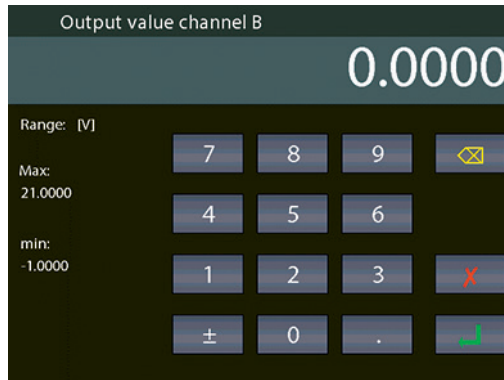 Output value channel B
0.0000
Range: [V]
Max:
21.0000
min:
-1.0000
7 8 9
4 5 6
1 2 3
± 0 .